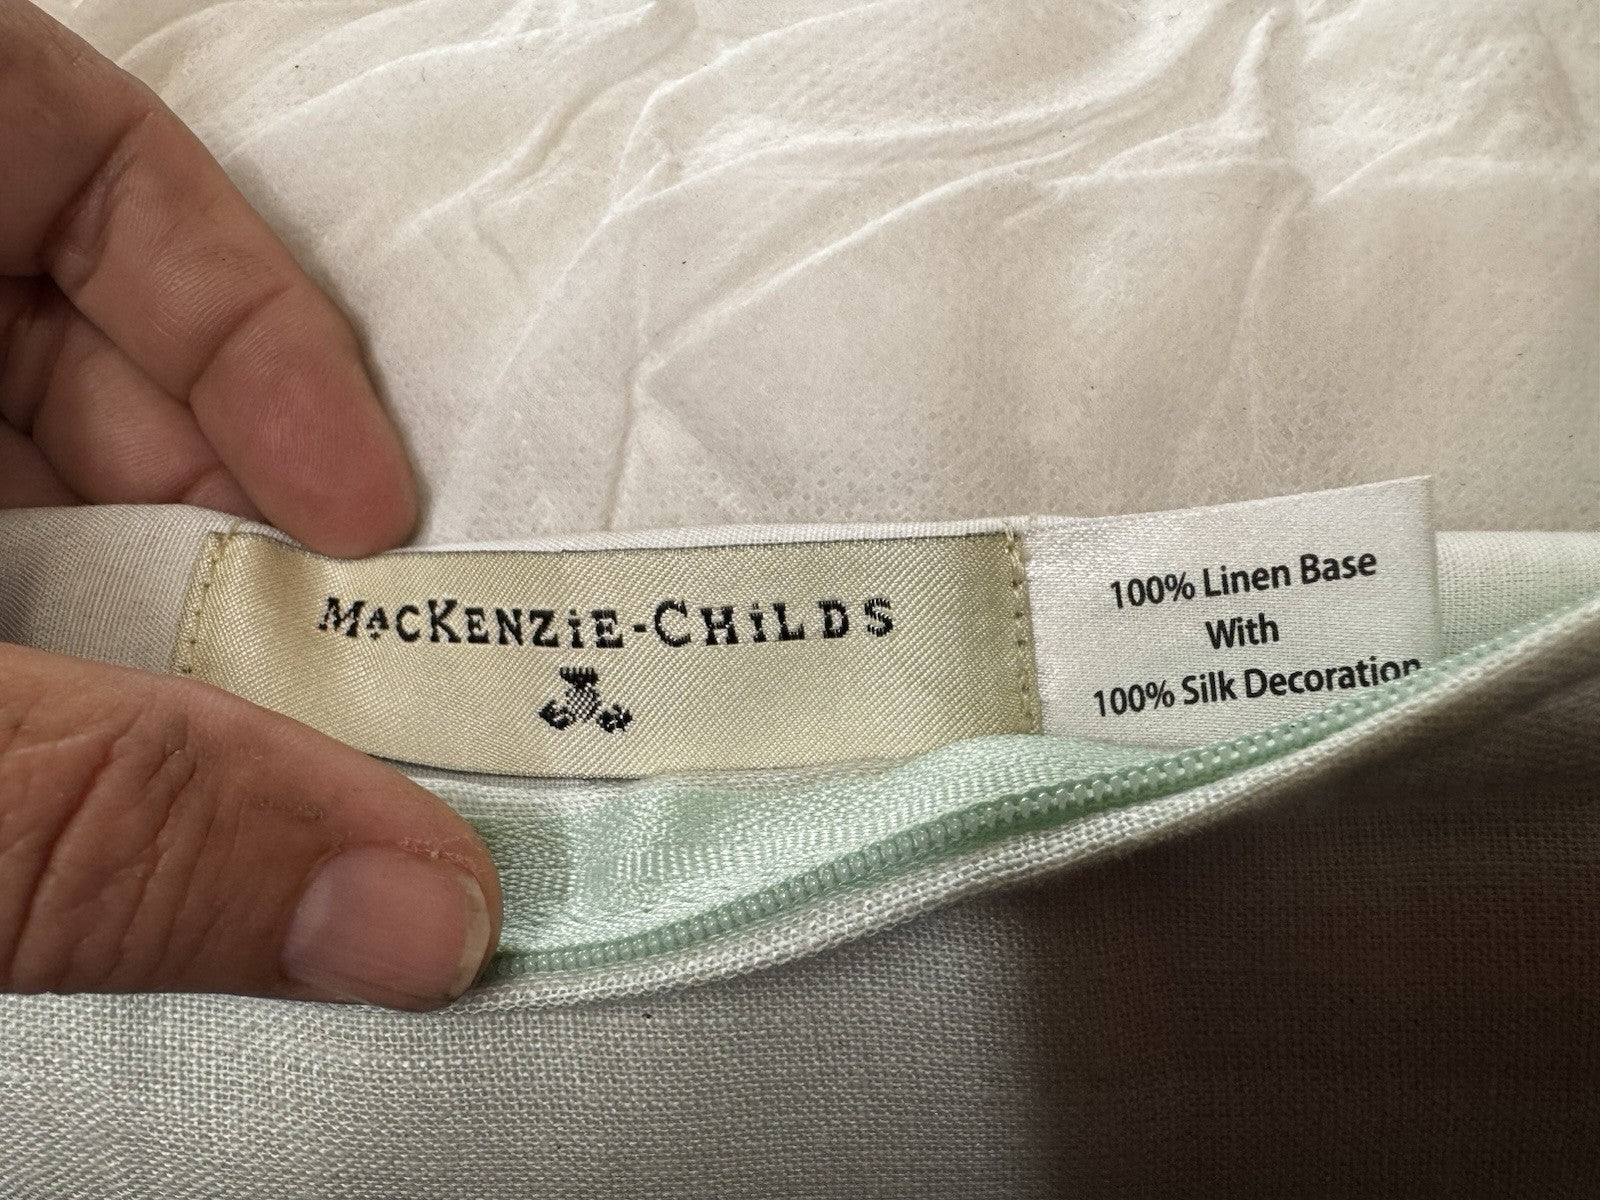 MACKENZiE-CHiLDS
100% Linen Base
With
100% Silk Decoration